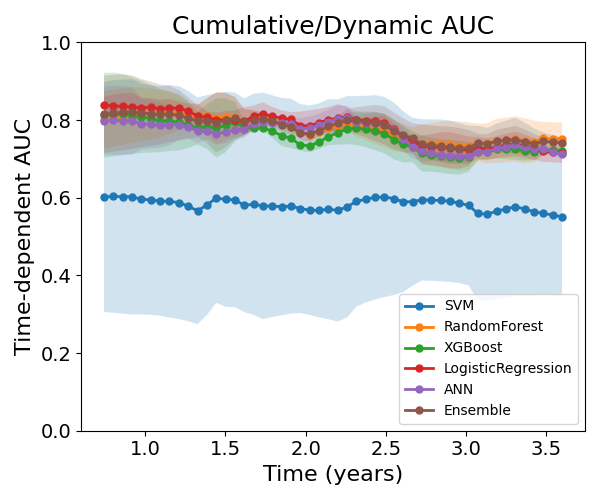 Cumulative/Dynamic AUC
Time-dependent AUC
1.0
0.8
0.6
0.4
0.2
0.0
SVM
RandomForest
XGBoost
LogisticRegression
ANN
Ensemble
1.0 1.5 2.0 2.5 3.0 3.5
Time (years)